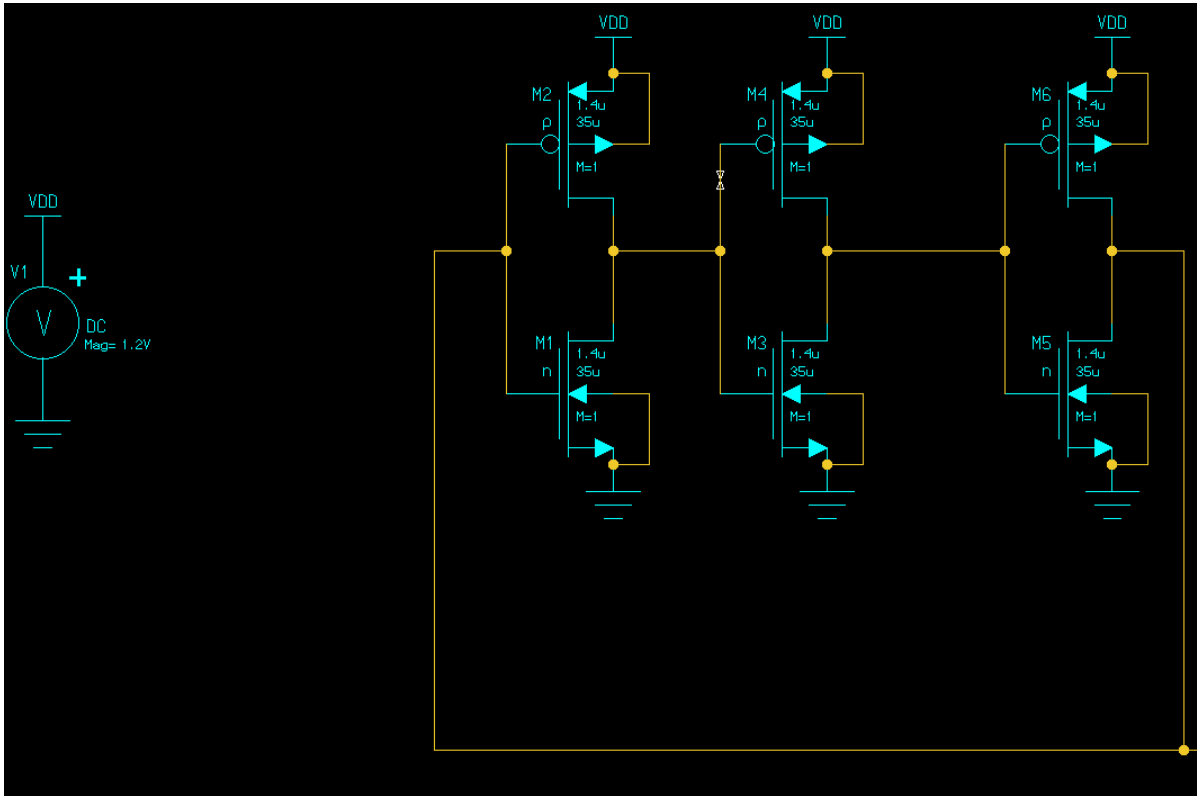 VDD
VDD
VDD
M2
1.4u
p
35u
M=1
M4
1.4u
p
35u
M=1
M6
1.4u
p
35u
M=1
VDD
V1
+
V
DC
Mag= 1.2V
M1
1.4u
n
35u
M=1
M3
1.4u
n
35u
M=1
M5
1.4u
n
35u
M=1